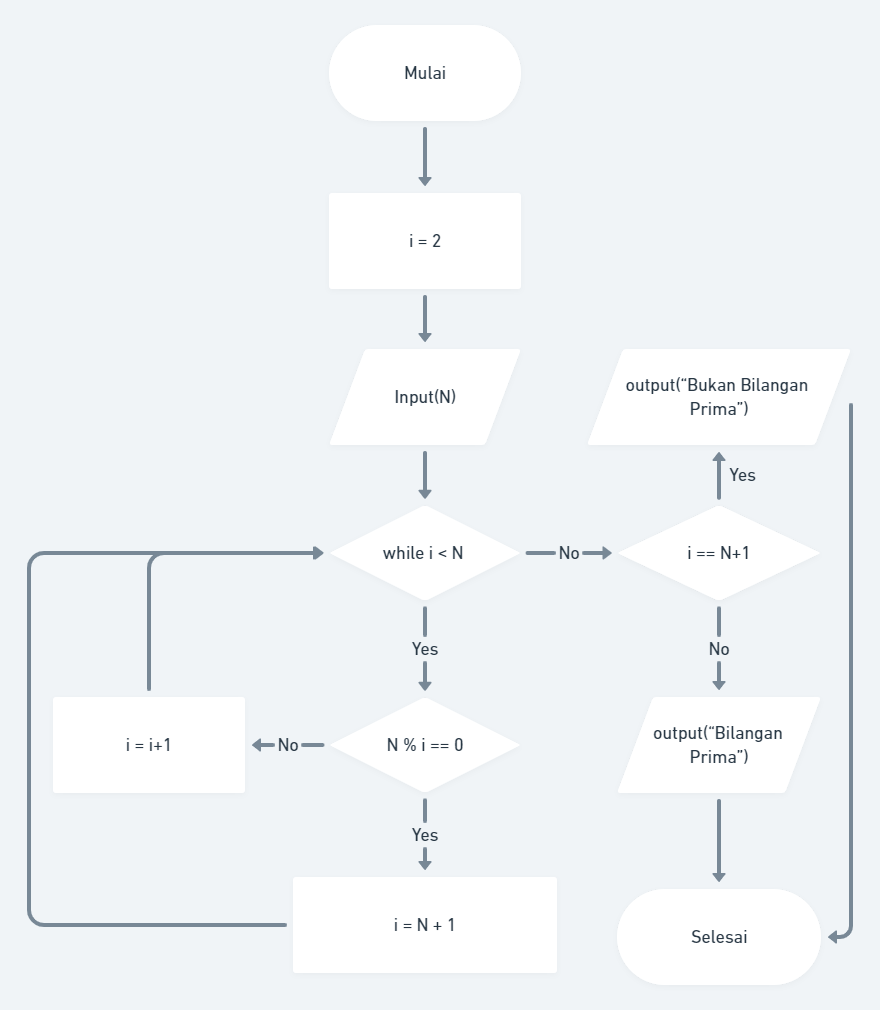 Mulai
i = 2
Input(N)
output(“Bukan Bilangan
Prima”)
Yes
while i < N
No
i == N+1
Yes
No
i = i+1
No
N % i == 0
output(“Bilangan
Prima”)
Yes
i = N + 1
Selesai